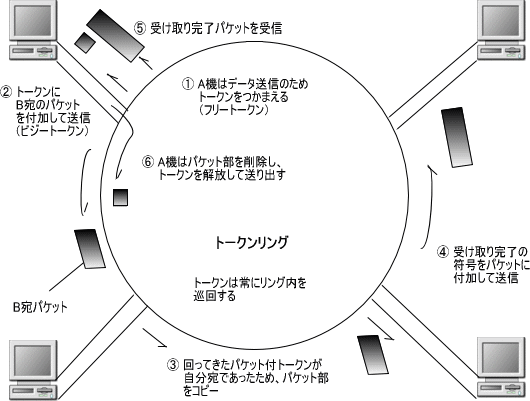 ⑤ 受け取り完了パケットを受信
① A機はデータ送信のため
トークンをつかまえる
(フリートークン)
② トークンに
B宛のパケット
を付加して送信
(ビジートークン)
⑥ A機はパケット部を削除し、
トークンを解放して送り出す
トークンリング
トークンは常にリング内を
巡回する
B宛パケット
④ 受け取り完了の
符号をパケットに
付加して送信
③ 回ってきたパケット付トークンが
自分宛であったため、パケット部
をコピー